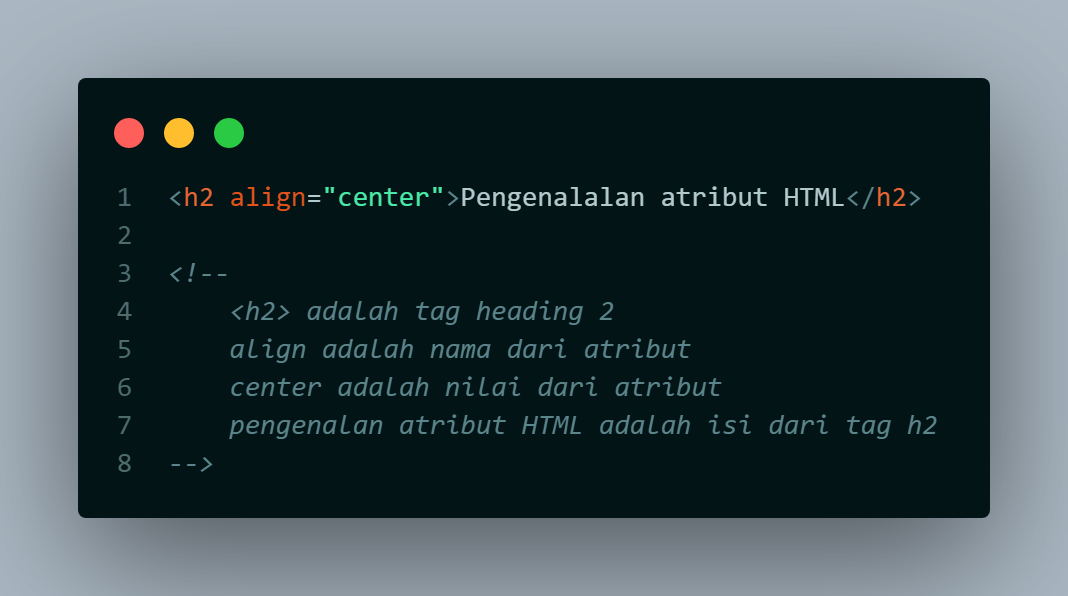 1 <h2 align="center">Pengenalalan atribut HTML</h2>
2
3 <!--
4     <h2> adalah tag heading 2
5     align adalah nama dari atribut
6     center adalah nilai dari atribut
7     pengenalan atribut HTML adalah isi dari tag h2
8 -->